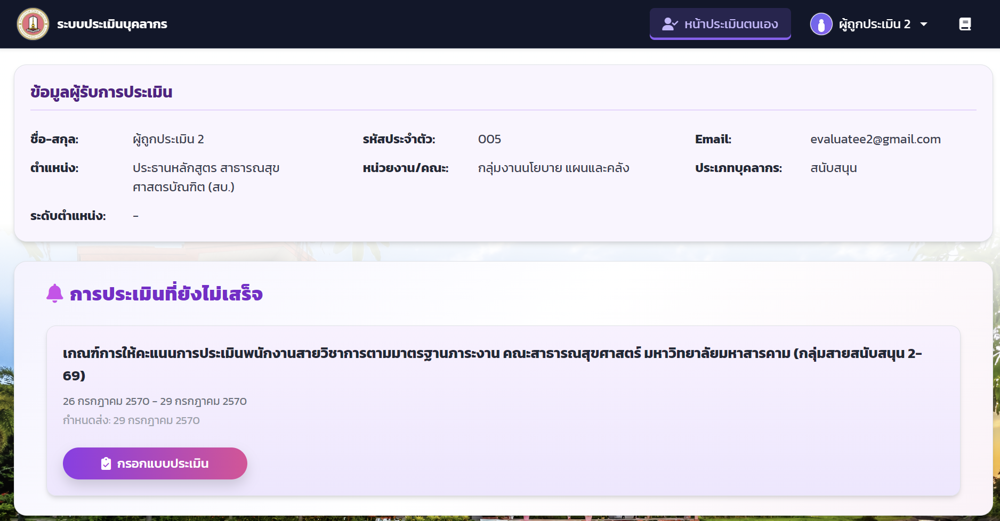 ระบบประเมินบุคลากร
หน้าประเมินตนเอง
ผู้ถูกประเมิน 2
ข้อมูลผู้รับการประเมิน
ชื่อ-สกุล: ผู้ถูกประเมิน 2 รหัสประจำตัว: 005 Email: evaluatee2@gmail.com
ตำแหน่ง: ประธานหลักสูตร สาธารณสุข หน่วยงาน/คณะ: กลุ่มงานนโยบาย แผนและคลัง ประเภทบุคลากร: สนับสนุน
ศาสตรบัณฑิต (สบ.)
ระดับตำแหน่ง: -
การประเมินที่ยังไม่เสร็จ
เกณฑ์การให้คะแนนการประเมินพนักงานสายวิชาการตามมาตรฐานภาระงาน คณะสาธารณสุขศาสตร์ มหาวิทยาลัยมหาสารคาม (กลุ่มสายสนับสนุน 2-
69)
26 กรกฎาคม 2570 - 29 กรกฎาคม 2570
กำหนดส่ง: 29 กรกฎาคม 2570
กรอกแบบประเมิน